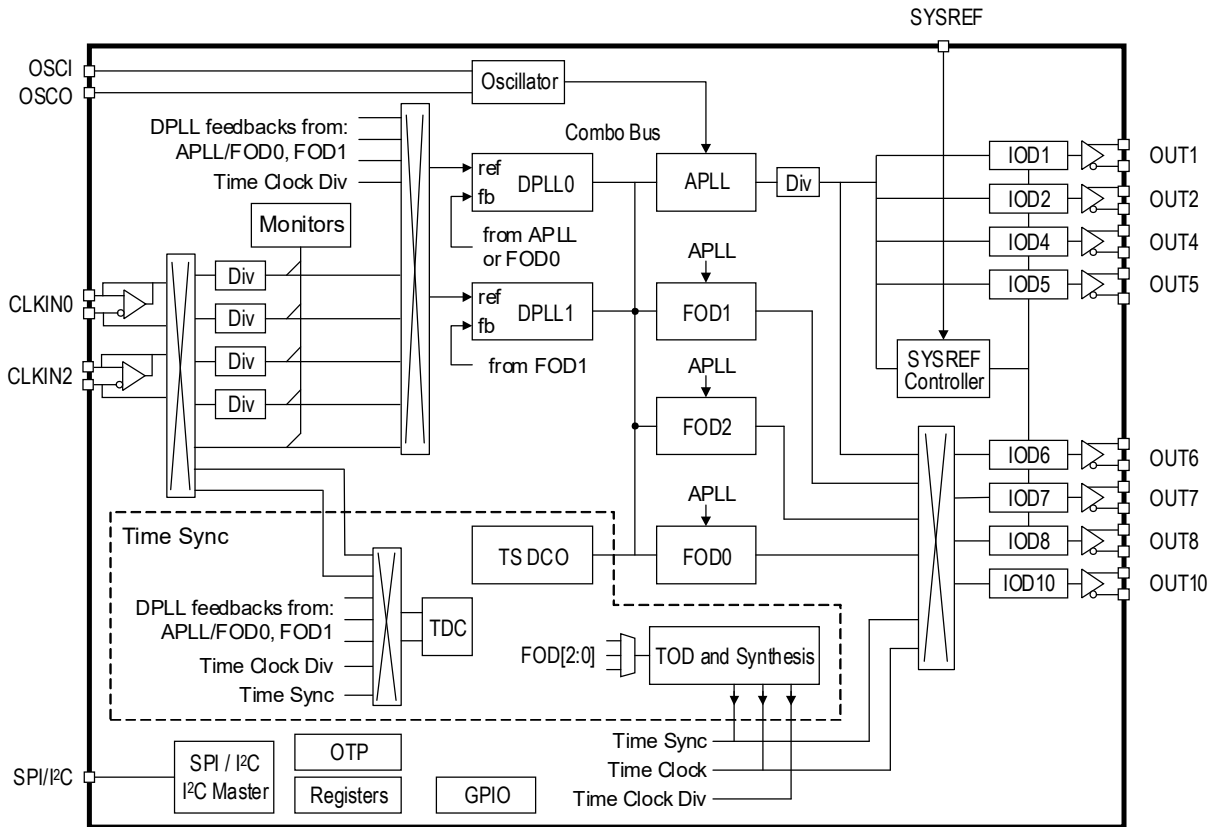 SYSREF
OSCI
OSCO
Oscillator
DPLL feedbacks from:
APLL/FOD0, FOD1
Time Clock Div
Combo Bus
ref
fb
DPLL0
APLL
Div
IOD1
OUT1
IOD2
OUT2
IOD4
OUT4
IOD5
OUT5
Monitors
from APLL
or FOD0
CLKIN0
Div
Div
Div
Div
ref
fb
DPLL1
APLL
FOD1
CLKIN2
from FOD1
APLL
FOD2
SYSREF
Controller
IOD6
OUT6
IOD7
OUT7
IOD8
OUT8
IOD10
OUT10
Time Sync
TS DCO
APLL
FOD0
DPLL feedbacks from:
APLL/FOD0, FOD1
Time Clock Div
Time Sync
TDC
FOD[2:0]
TOD and Synthesis
Time Sync
Time Clock
Time Clock Div
SPI/I²C
SPI / I²C
I²C Master
OTP
Registers
GPIO